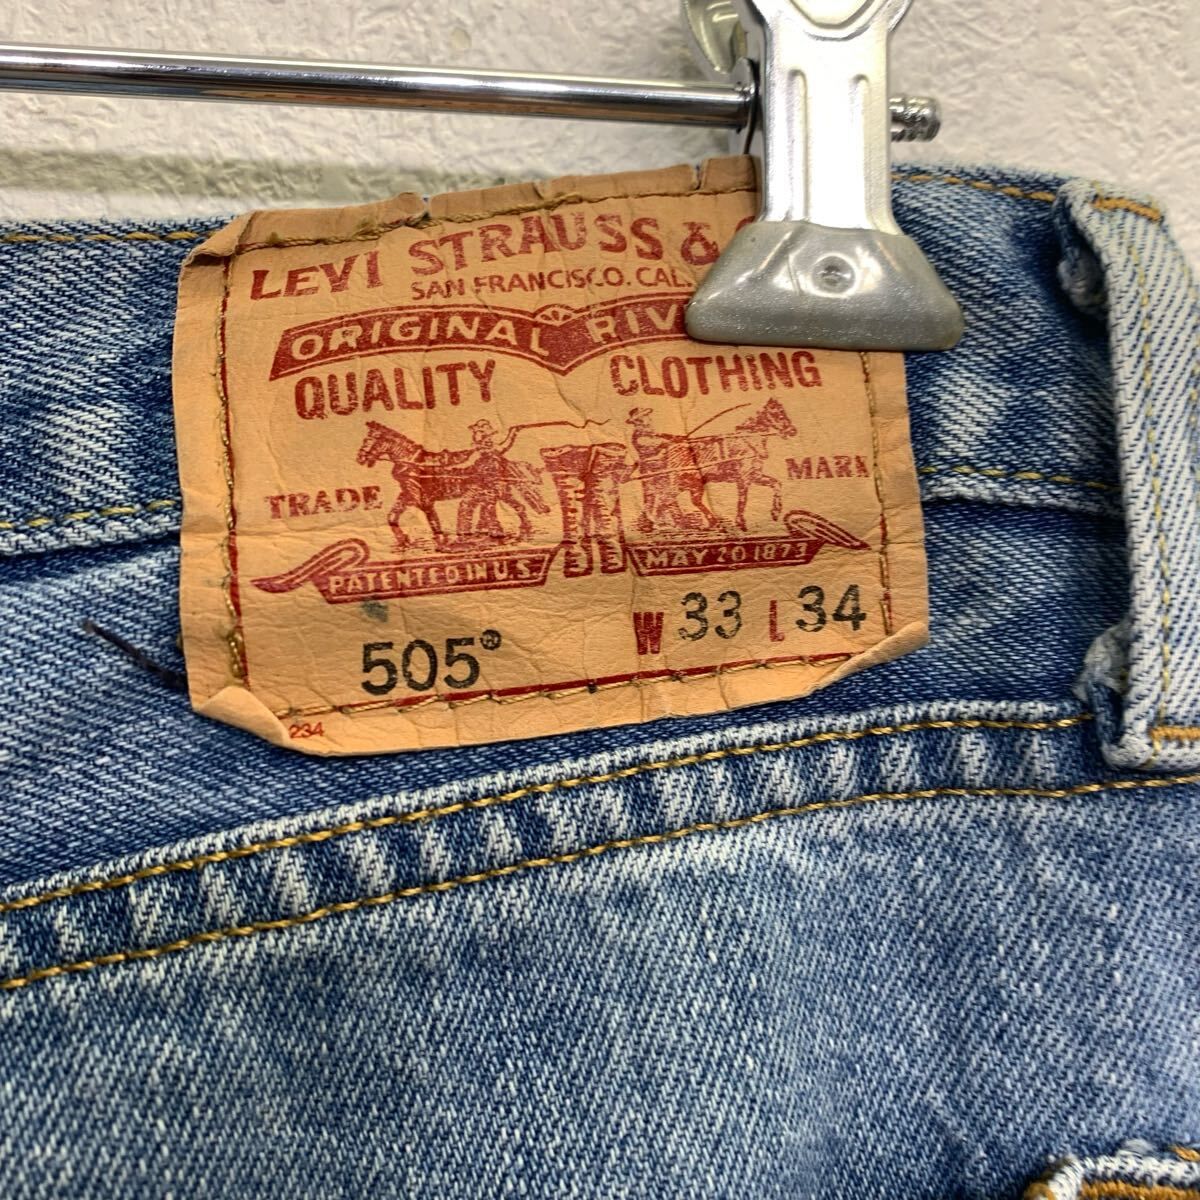 LEVI STRAUSS &
SAN FRANCISCO. CAL.
ORIGINAL RIV
QUALITY CLOTHING
TRADE MARK
PATENTED IN U.S. MAY 20 1873
505® W 33 L 34
234